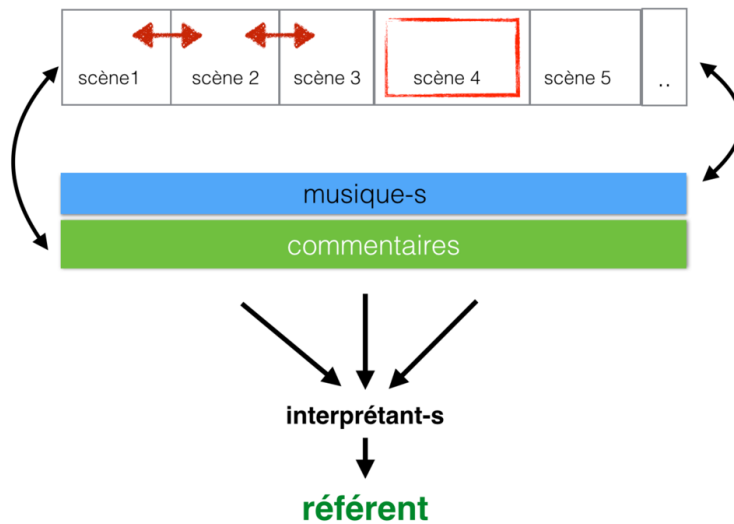 scène1 scène 2 scène 3 scène 4 scène 5 ..
musique-s
commentaires
interprétant-s
référent